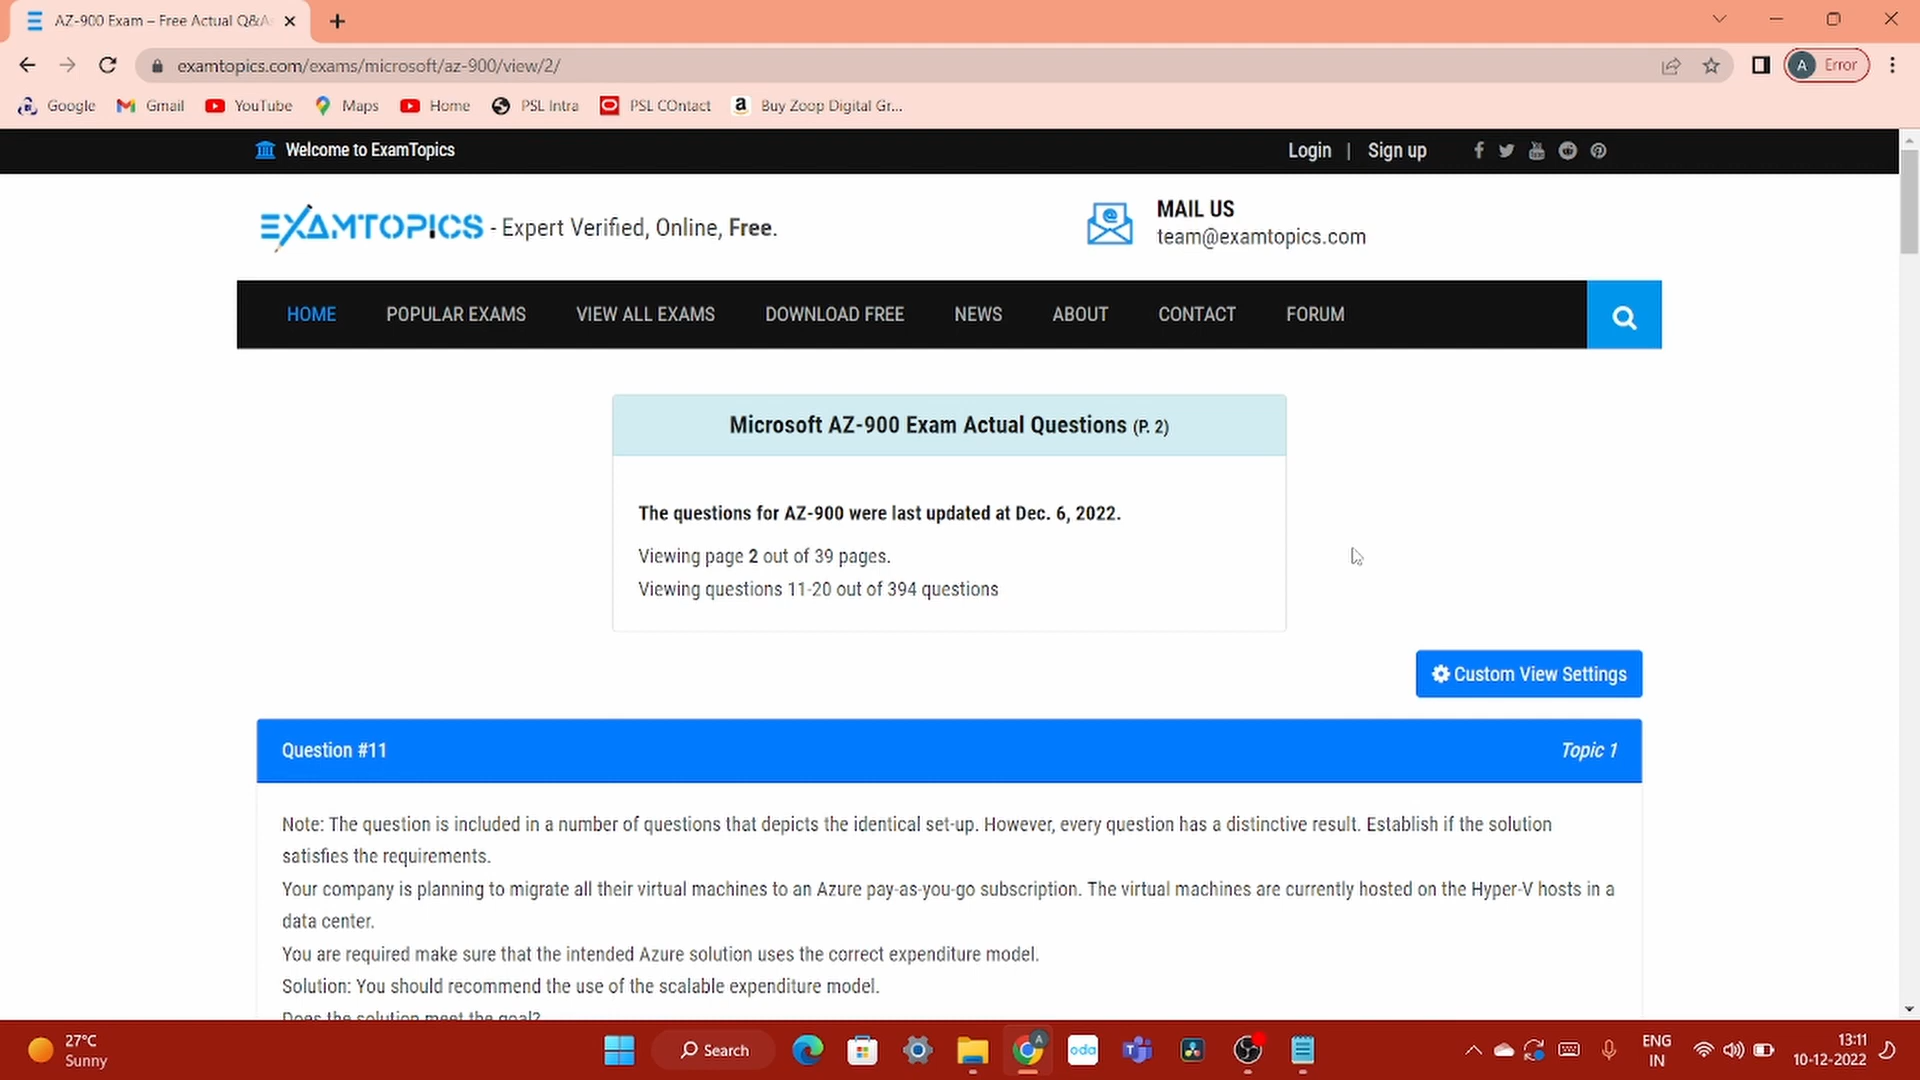 AZ-900 Exam – Free Actual Q&As
examtopics.com/exams/microsoft/az-900/view/2/
A Error
Google Gmail YouTube Maps Home PSL Intra PSL COntact Buy Zoop Digital Gr...
Welcome to ExamTopics
Login | Sign up
EXAMTOPICS - Expert Verified, Online, Free.
MAIL US
team@examtopics.com
HOME POPULAR EXAMS VIEW ALL EXAMS DOWNLOAD FREE NEWS ABOUT CONTACT FORUM
Microsoft AZ-900 Exam Actual Questions (P. 2)
The questions for AZ-900 were last updated at Dec. 6, 2022.
Viewing page 2 out of 39 pages.
Viewing questions 11-20 out of 394 questions
Custom View Settings
Question #11 Topic 1
Note: The question is included in a number of questions that depicts the identical set-up. However, every question has a distinctive result. Establish if the solution
satisfies the requirements.
Your company is planning to migrate all their virtual machines to an Azure pay-as-you-go subscription. The virtual machines are currently hosted on the Hyper-V hosts in a
data center.
You are required make sure that the intended Azure solution uses the correct expenditure model.
Solution: You should recommend the use of the scalable expenditure model.
Does the solution meet the goal?
27°C
Sunny
Search
oda
ENG
IN
13:11
10-12-2022